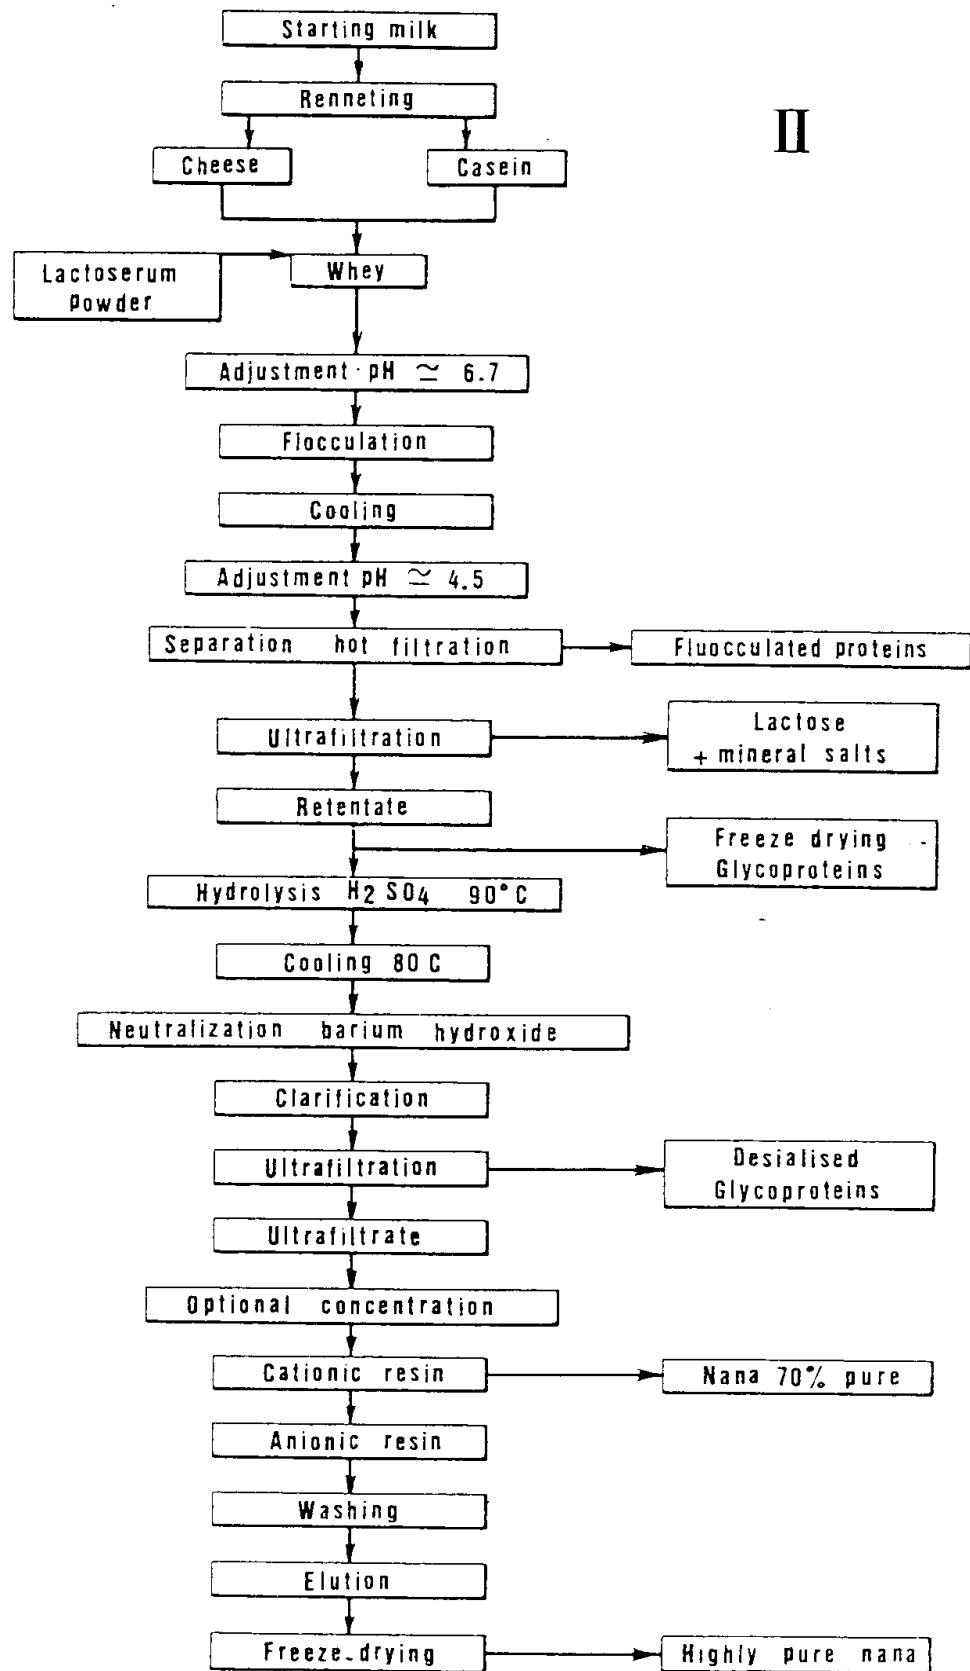 Starting milk
Renneting
II
Cheese
Casein
Lactoserum
Powder
Whey
Adjustment pH ≃ 6.7
Flocculation
Cooling
Adjustment pH ≃ 4.5
Separation hot filtration
Fluocculated proteins
Ultrafiltration
Lactose
+ mineral salts
Retentate
Freeze drying
Glycoproteins
Hydrolysis H2SO4 90°C
Cooling 80C
Neutralization barium hydroxide
Clarification
Ultrafiltration
Desialised
Glycoproteins
Ultrafiltrate
Optional concentration
Cationic resin
Nana 70% pure
Anionic resin
Washing
Elution
Freeze-drying
Highly pure nana